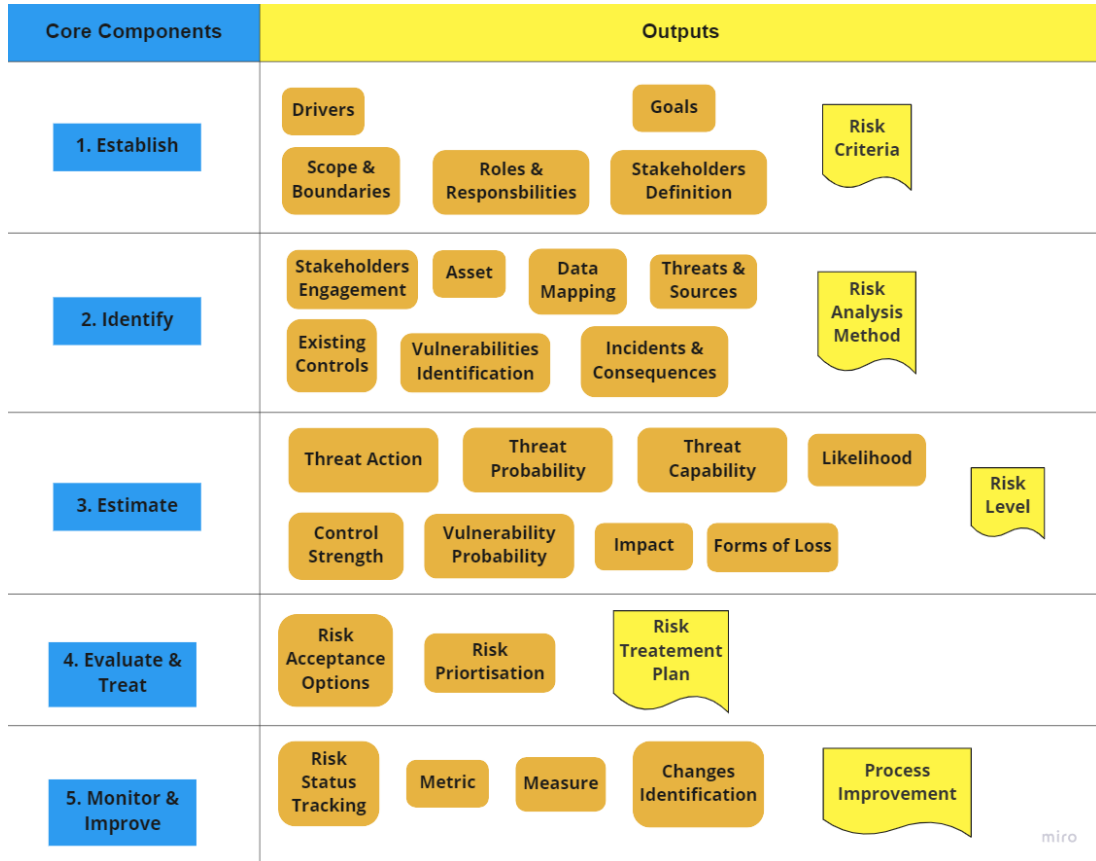 Core Components
Outputs
1. Establish
Drivers
Goals
Risk
Criteria
Scope &
Boundaries
Roles &
Responsbilities
Stakeholders
Definition
2. Identify
Stakeholders
Engagement
Asset
Data
Mapping
Threats &
Sources
Risk
Analysis
Method
Existing
Controls
Vulnerabilities
Identification
Incidents &
Consequences
3. Estimate
Threat Action
Threat
Probability
Threat
Capability
Likelihood
Risk
Level
Control
Strength
Vulnerability
Probability
Impact
Forms of Loss
4. Evaluate &
Treat
Risk
Acceptance
Options
Risk
Priortisation
Risk
Treatement
Plan
5. Monitor &
Improve
Risk
Status
Tracking
Metric
Measure
Changes
Identification
Process
Improvement
miro